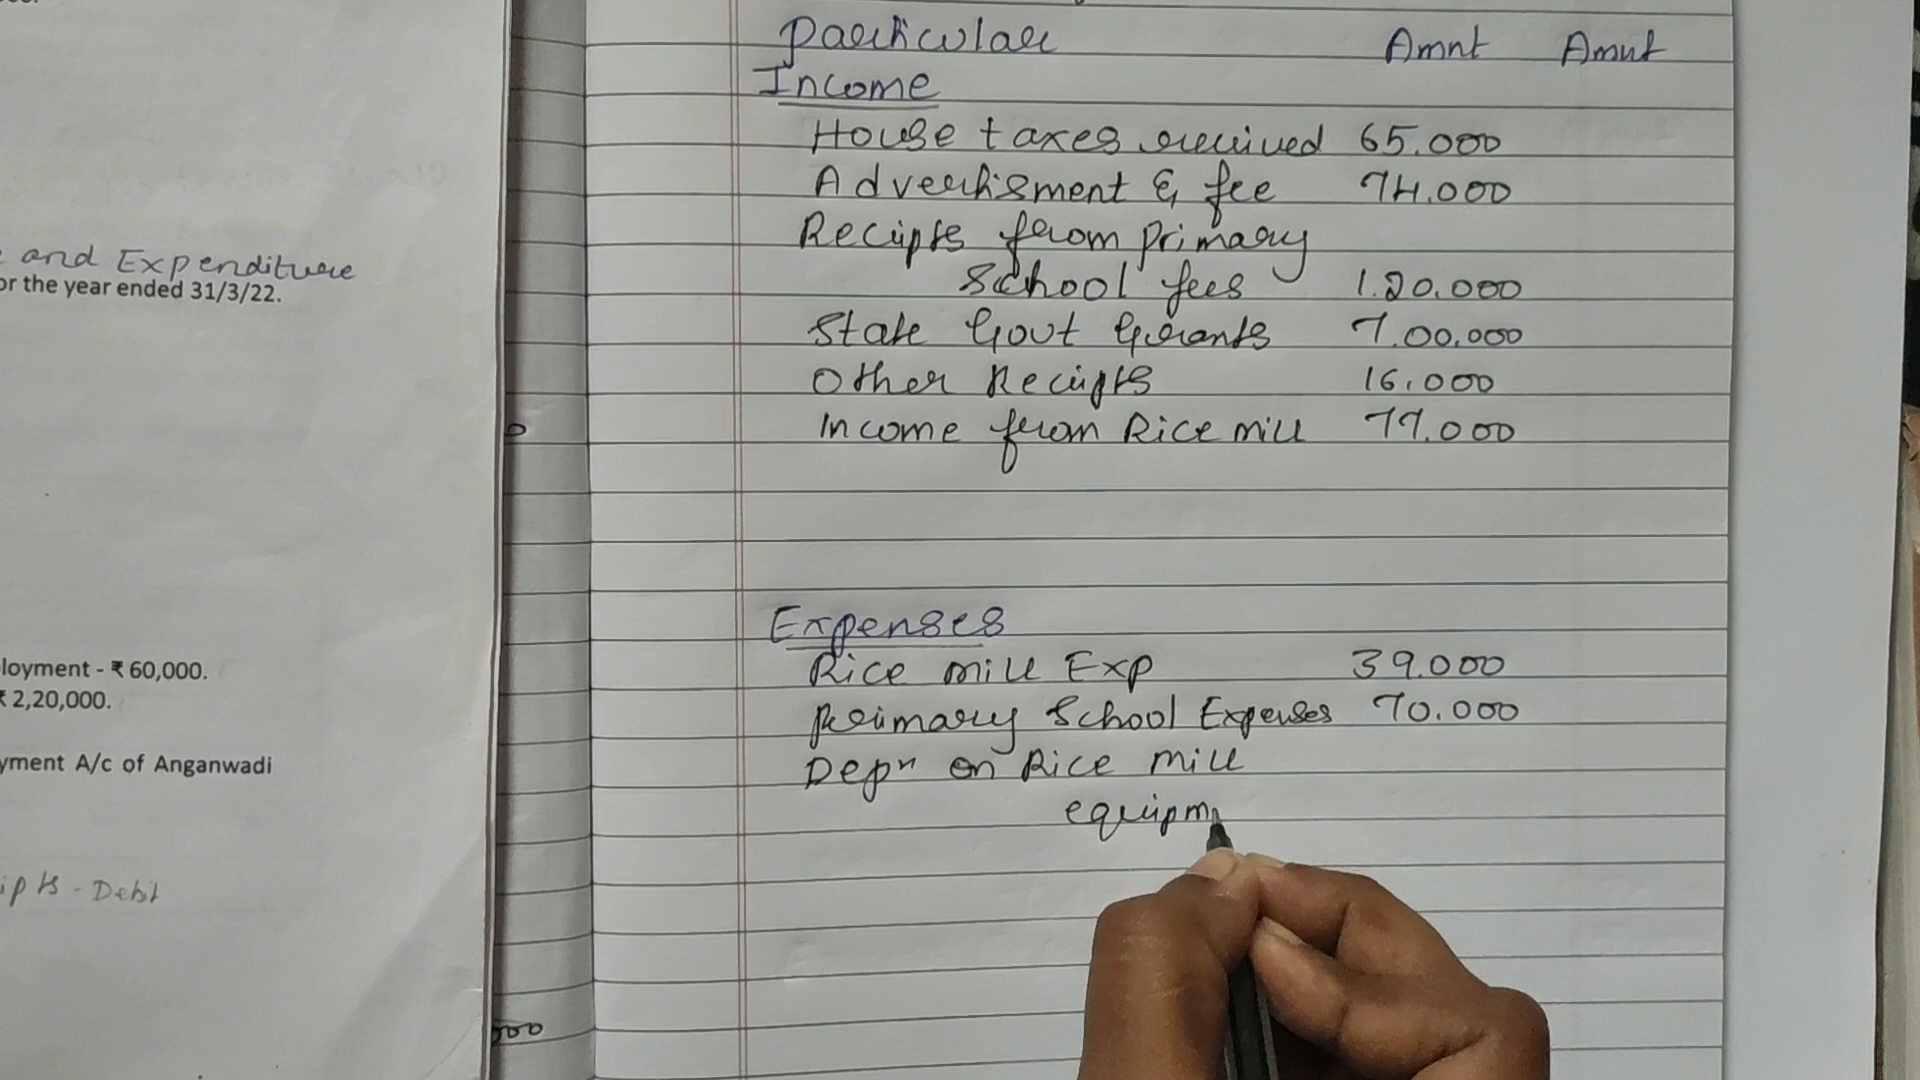 and Expenditure
or the year ended 31/3/22.
loyment - ₹ 60,000.
₹ 2,20,000.
yment A/c of Anganwadi
ipts - Debit
000
Particular Amnt Amnt
Income
House taxes received 65.000
Advertisment & fee 74.000
Recipts from primary
School fees 1.20.000
State Govt Grants 7.00.000
Other Recipts 16.000
Income from Rice mill 77.000
Expenses
Rice mill Exp 39.000
Primary School Expenses 70.000
Depn on Rice mill
equipm